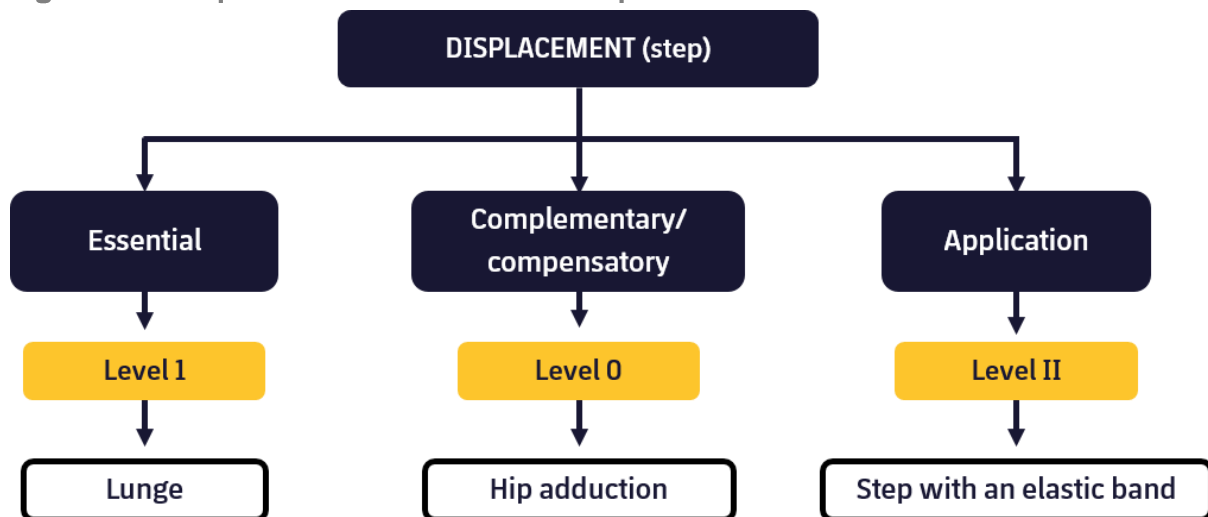 DISPLACEMENT (step)
Essential
Complementary/
compensatory
Application
Level 1
Level 0
Level II
Lunge
Hip adduction
Step with an elastic band